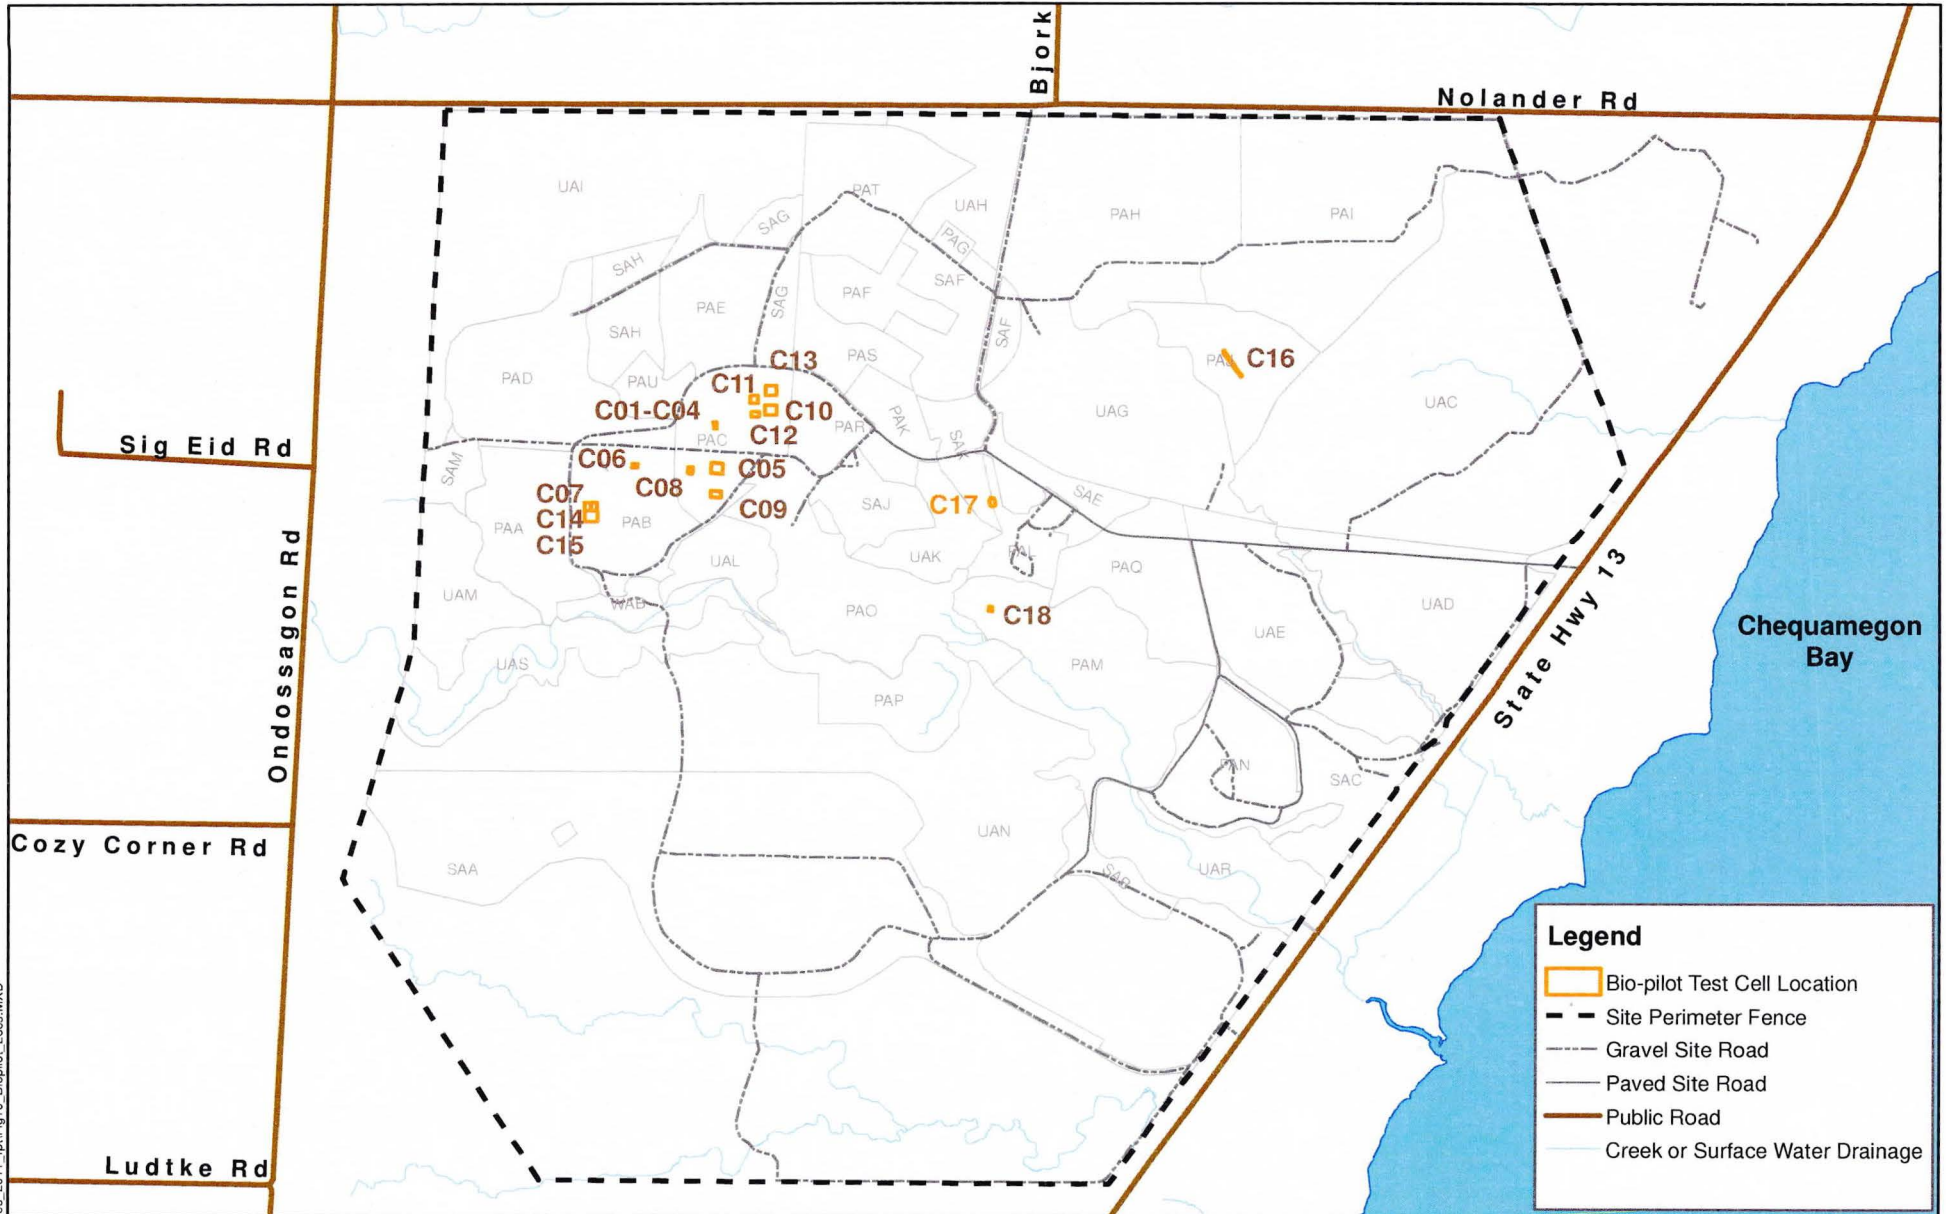 Bjork
Nolander Rd
UAI
PAT
SAG
UAH
PAH
PAI
PAG
SAH
SAF
PAE
SAG
PAF
SAH
SAF
PAS
C13
C16
PAD
PAU
C11
C01-C04
C10
UAG
UAC
PAR
PAK
C12
PAC
Sig Eid Rd
SAM
C06
C05
C08
C07
C09
C17
SAE
SAJ
C14
PAA
PAB
C15
UAL
UAK
PAL
PAQ
UAM
WAB
PAO
C18
UAD
UAE
State Hwy 13
Chequamegon
Bay
Ondossagon Rd
UAS
PAM
PAP
PAN
SAC
UAN
Cozy Corner Rd
SAA
UAR
Ludtke Rd
Legend
Bio-pilot Test Cell Location
Site Perimeter Fence
Gravel Site Road
Paved Site Road
Public Road
Creek or Surface Water Drainage